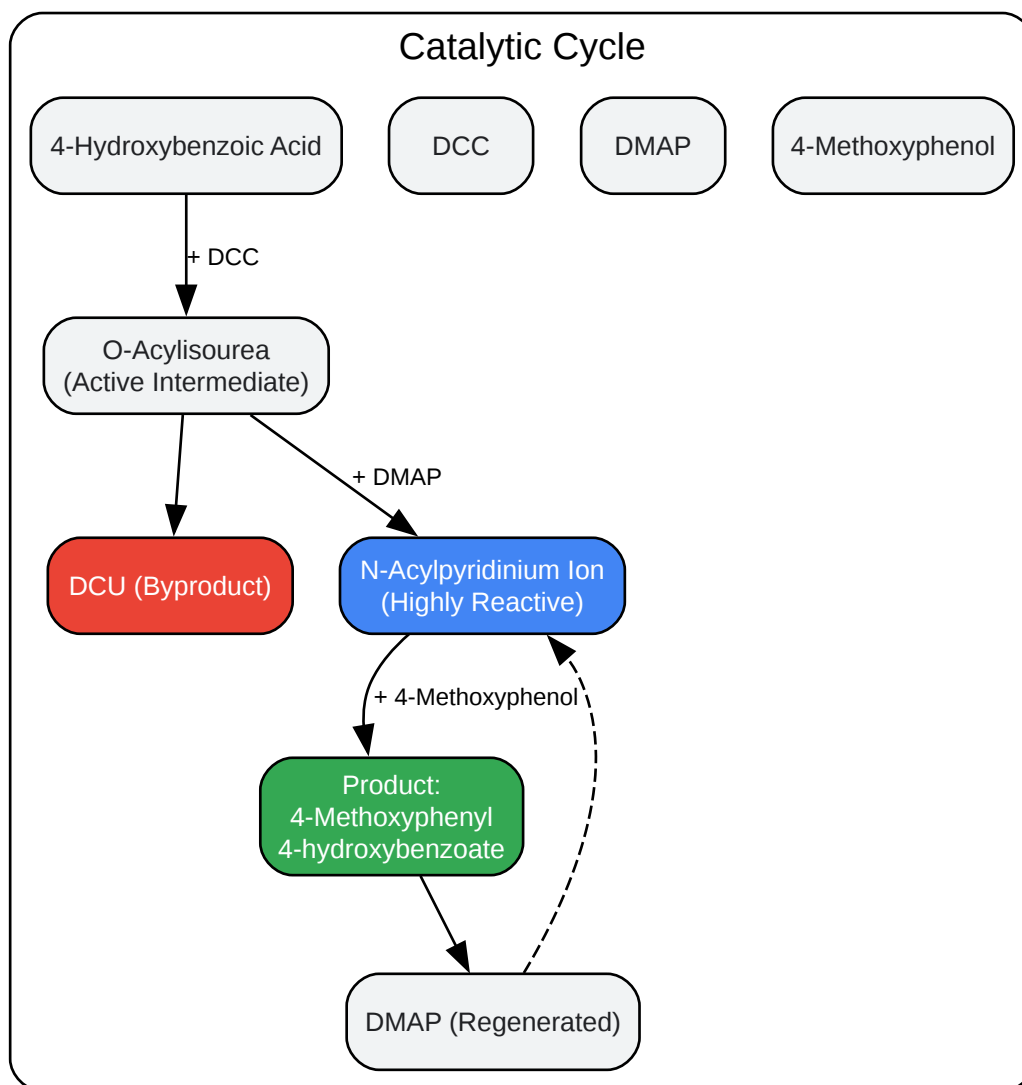 Catalytic Cycle
4-Hydroxybenzoic Acid
DCC
DMAP
4-Methoxyphenol
+ DCC
O-Acylisourea
(Active Intermediate)
+ DMAP
DCU (Byproduct)
N-Acylpyridinium Ion
(Highly Reactive)
+ 4-Methoxyphenol
Product:
4-Methoxyphenyl
4-hydroxybenzoate
DMAP (Regenerated)